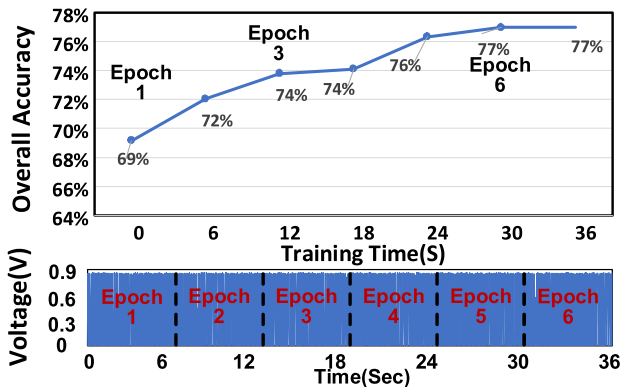 Overall Accuracy
78%
76%
74%
72%
70%
68%
66%
64%
Epoch
1
Epoch
3
Epoch
6
69%
72%
74%
74%
76%
77%
77%
0 6 12 18 24 30 36
Training Time(S)
Voltage(V)
0.9
0.6
0.3
0
Epoch
1
Epoch
2
Epoch
3
Epoch
4
Epoch
5
Epoch
6
0 6 12 18 24 30 36
Time(Sec)